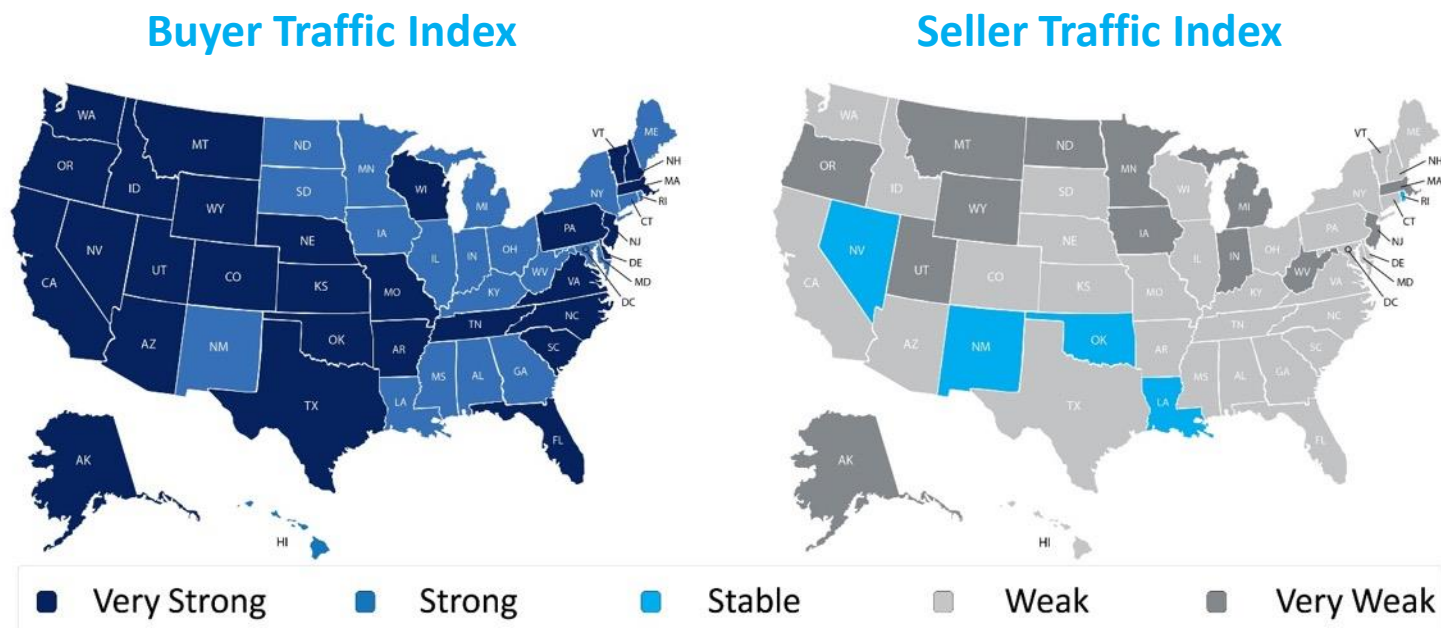 Buyer Traffic Index
Seller Traffic Index
WA
OR
CA
ID
NV
MT
WY
UT
AZ
CO
NM
ND
SD
NE
KS
OK
TX
MN
IA
MO
AR
LA
WI
IL
MI
IN
OH
KY
TN
MS
AL
GA
FL
SC
NC
VA
WV
PA
NY
ME
VT
NH
MA
RI
CT
NJ
DE
MD
DC
AK
HI
WA
OR
CA
ID
NV
MT
WY
UT
AZ
CO
NM
ND
SD
NE
KS
OK
TX
MN
IA
MO
AR
LA
WI
IL
MI
IN
OH
KY
TN
MS
AL
GA
FL
SC
NC
VA
WV
PA
NY
ME
VT
NH
MA
RI
CT
NJ
DE
MD
DC
AK
HI
Very Strong
Strong
Stable
Weak
Very Weak